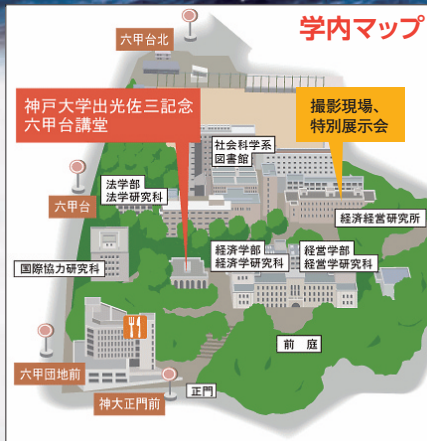 学内マップ
六甲台北
神戸大学出光佐三記念
六甲台講堂
撮影現場、
特別展示会
社会科学系
図書館
法学部
法学研究科
六甲台
経済経営研究所
国際協力研究科
経済学部
経済学研究科
経営学部
経営学研究科
前庭
六甲団地前
神大正門前
正門